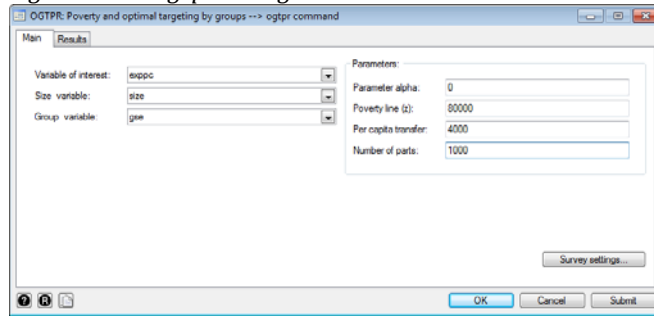 OGTPR: Poverty and optimal targeting by groups --> ogtpr command
Main Results
Variable of interest: exppc
Size variable: size
Group variable: gse
Parameters:
Parameter alpha: 0
Poverty line (z): 80000
Per capita transfer: 4000
Number of parts: 1000
Survey settings...
OK Cancel Submit